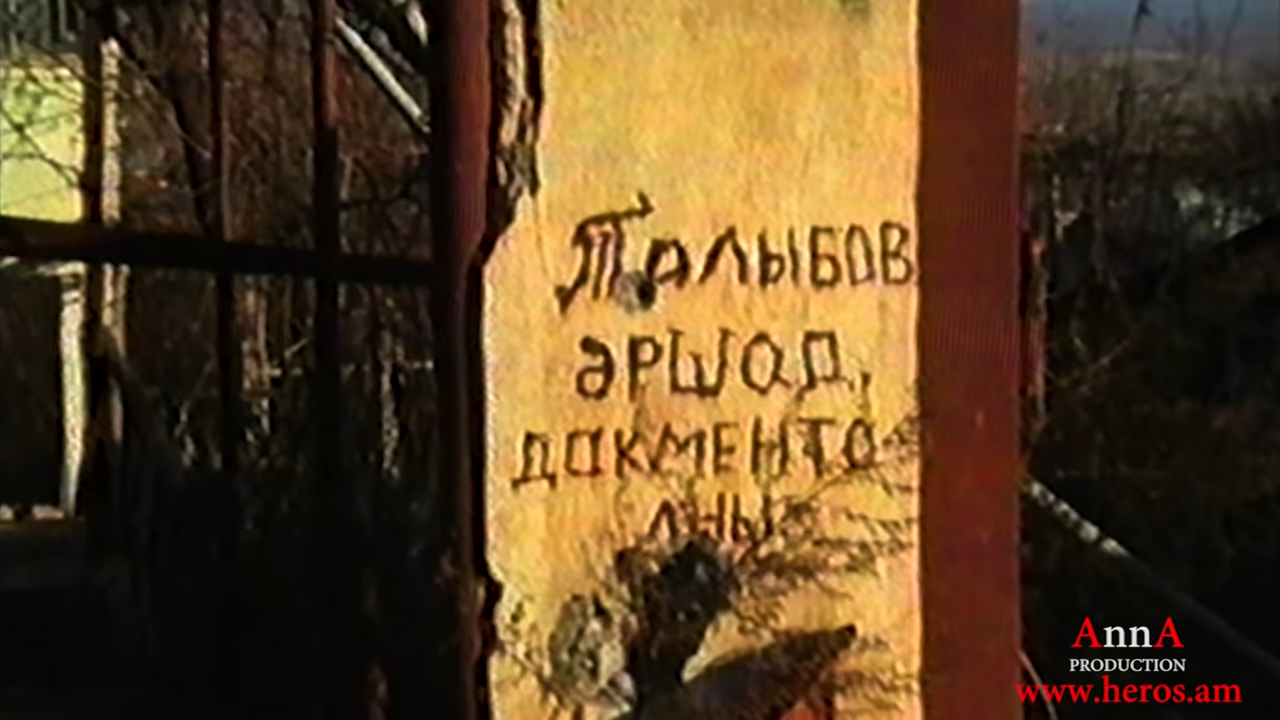 Талыбов
әршад,
докменто
лны
AnnA
PRODUCTION
www.heros.am